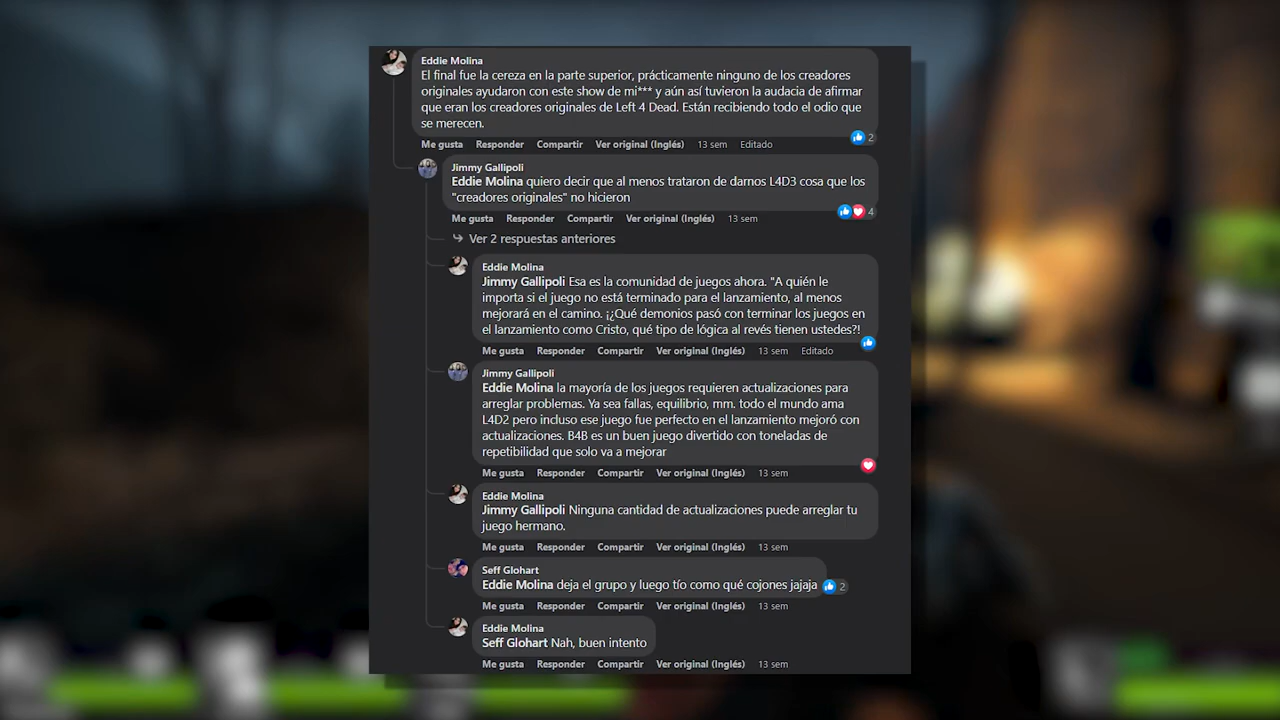 Eddie Molina
El final fue la cereza en la parte superior, prácticamente ninguno de los creadores
originales ayudaron con este show de mi*** y aún así tuvieron la audacia de afirmar
que eran los creadores originales de Left 4 Dead. Están recibiendo todo el odio que
se merecen.
2
Me gusta Responder Compartir Ver original (Inglés) 13 sem Editado
Jimmy Gallipoli
Eddie Molina quiero decir que al menos trataron de darnos L4D3 cosa que los
"creadores originales" no hicieron
4
Me gusta Responder Compartir Ver original (Inglés) 13 sem
Ver 2 respuestas anteriores
Eddie Molina
Jimmy Gallipoli Esa es la comunidad de juegos ahora. "A quién le
importa si el juego no está terminado para el lanzamiento, al menos
mejorará en el camino. ¡¿Qué demonios pasó con terminar los juegos en
el lanzamiento como Cristo, qué tipo de lógica al revés tienen ustedes?!
Me gusta Responder Compartir Ver original (Inglés) 13 sem Editado
Jimmy Gallipoli
Eddie Molina la mayoría de los juegos requieren actualizaciones para
arreglar problemas. Ya sea fallas, equilibrio, mm. todo el mundo ama
L4D2 pero incluso ese juego fue perfecto en el lanzamiento mejoró con
actualizaciones. B4B es un buen juego divertido con toneladas de
repetibilidad que solo va a mejorar
Me gusta Responder Compartir Ver original (Inglés) 13 sem
Eddie Molina
Jimmy Gallipoli Ninguna cantidad de actualizaciones puede arreglar tu
juego hermano.
Me gusta Responder Compartir Ver original (Inglés) 13 sem
Seff Glohart
Eddie Molina deja el grupo y luego tío como qué cojones jajaja
2
Me gusta Responder Compartir Ver original (Inglés) 13 sem
Eddie Molina
Seff Glohart Nah, buen intento
Me gusta Responder Compartir Ver original (Inglés) 13 sem